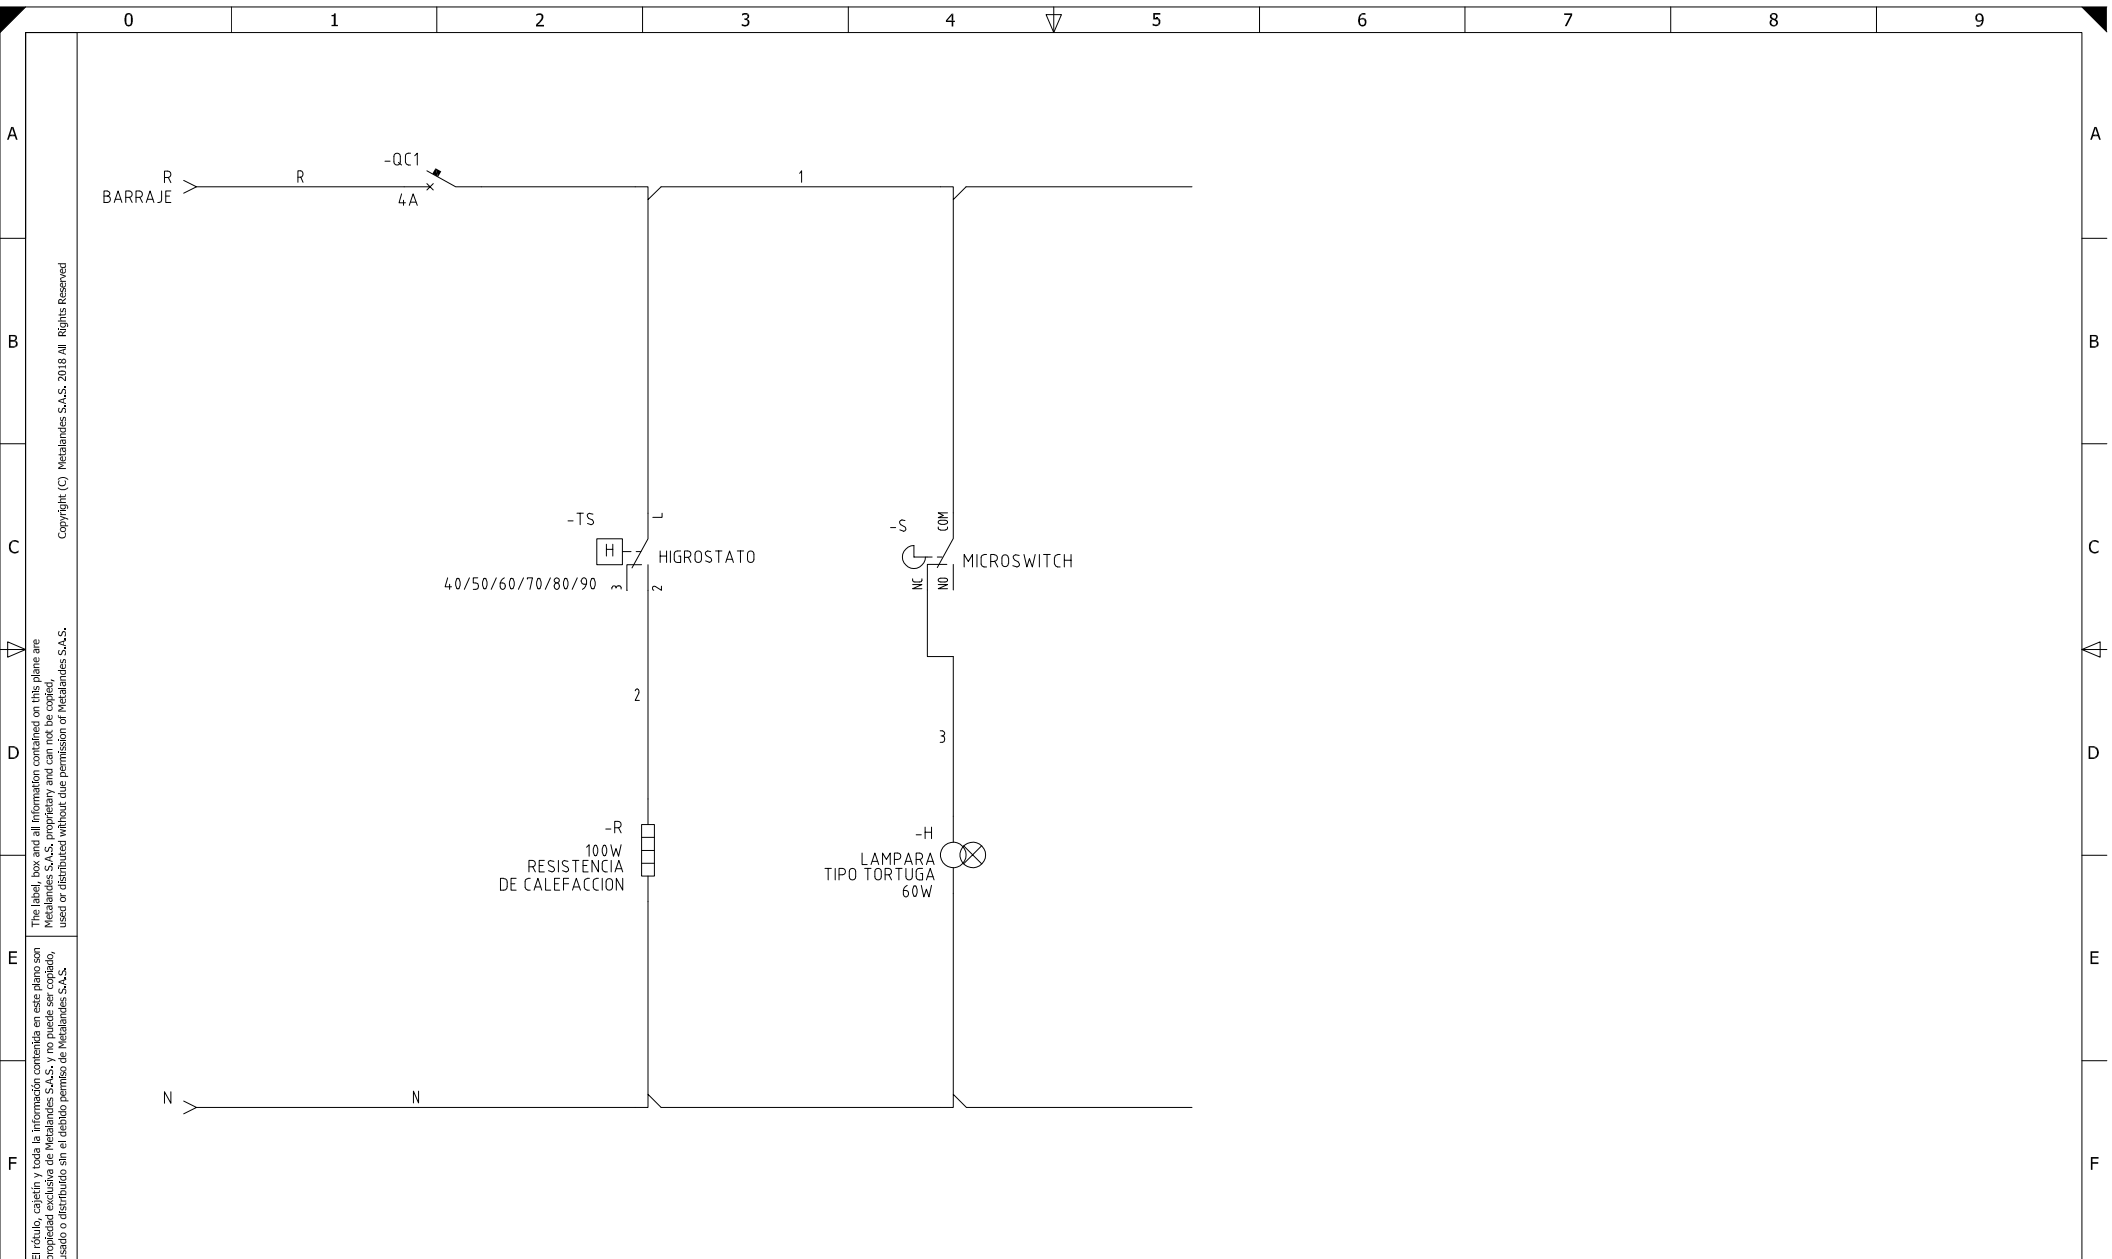 0 1 2 3 4 5 6 7 8 9
A A
-QC1
R R 1
BARRAJE 4A
B B
-TS L
H HIGROSTATO
40/50/60/70/80/90 3 2
-S COM
MICROSWITCH
NC NO
C C
2
3
D D
-R
100W
RESISTENCIA
DE CALEFACCION
-H
LAMPARA
TIPO TORTUGA
60W
E E
N N
F F
Copyright (C) Metalandes S.A.S. 2018 All Rights Reserved
The label, box and all information contained on this plane are
Metalandes S.A.S. proprietary and can not be copied,
used or distributed without due permission of Metalandes S.A.S.
El rótulo, cajetín y toda la información contenida en este plano son
propiedad exclusiva de Metalandes S.A.S. y no puede ser copiado,
usado o distribuido sin el debido permiso de Metalandes S.A.S.